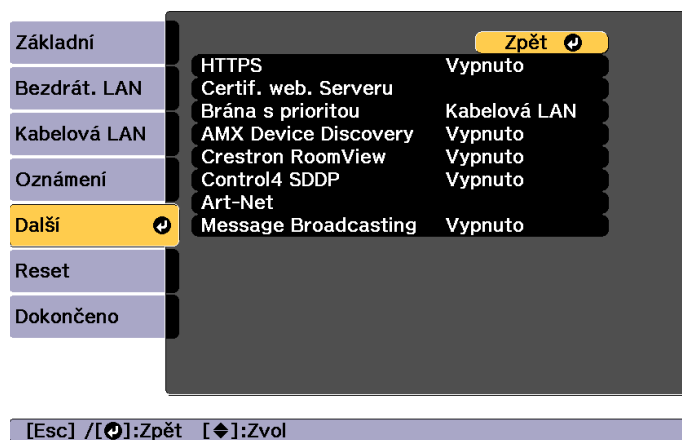 Základní
Bezdrát. LAN
Kabelová LAN
Oznámení
Další
Reset
Dokončeno
Zpět
HTTPS Vypnuto
Certif. web. Serveru
Brána s prioritou Kabelová LAN
AMX Device Discovery Vypnuto
Crestron RoomView Vypnuto
Control4 SDDP Vypnuto
Art-Net
Message Broadcasting Vypnuto
[Esc] /[⏎]:Zpět [◆]:Zvol